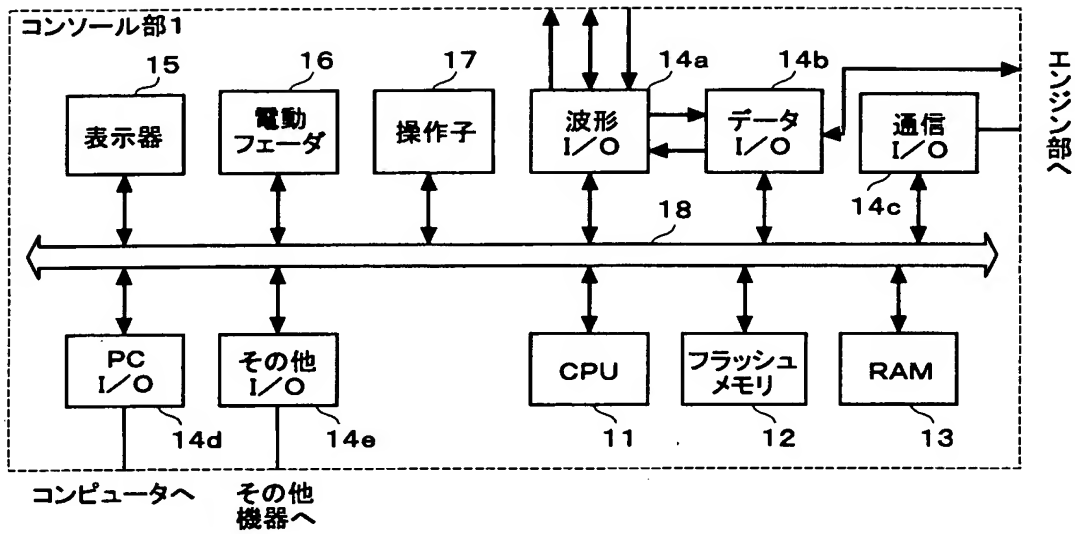 コンソール部1
15
16
17
14a
14b
表示器
電動
フェーダ
操作子
波形
I/O
データ
I/O
通信
I/O
14c
エンジン部へ
18
PC
I/O
その他
I/O
CPU
フラッシュ
メモリ
RAM
14d
14e
11
12
13
コンピュータへ
その他
機器へ